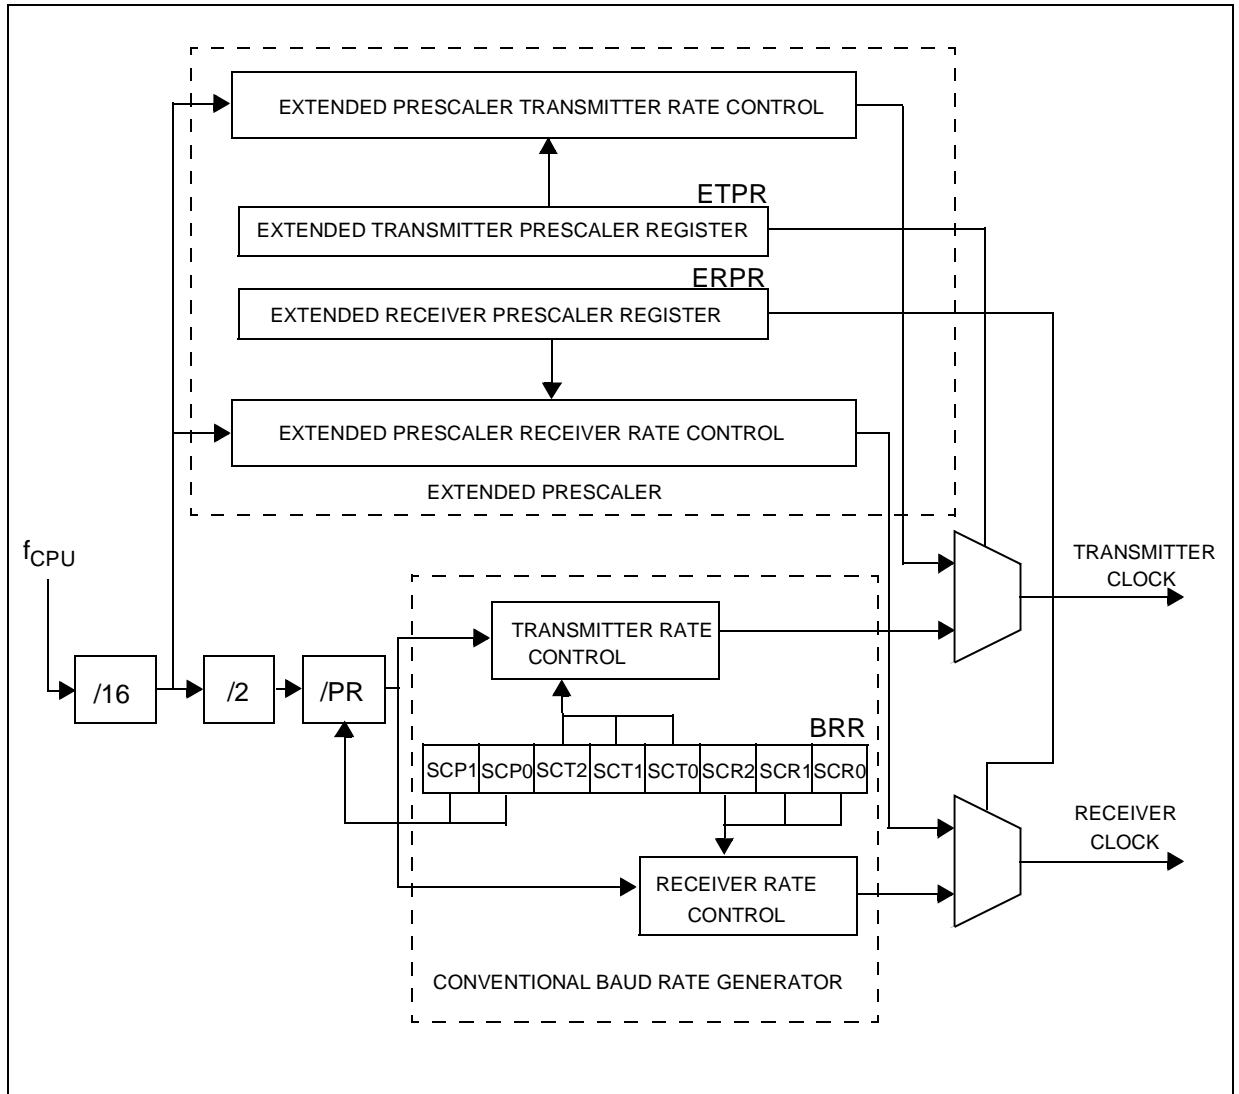 EXTENDED PRESCALER TRANSMITTER RATE CONTROL
ETPR
EXTENDED TRANSMITTER PRESCALER REGISTER
ERPR
EXTENDED RECEIVER PRESCALER REGISTER
EXTENDED PRESCALER RECEIVER RATE CONTROL
EXTENDED PRESCALER
fCPU
TRANSMITTER
CLOCK
TRANSMITTER RATE
CONTROL
/16
/2
/PR
BRR
SCP1 SCP0 SCT2 SCT1 SCT0 SCR2 SCR1 SCR0
RECEIVER
CLOCK
RECEIVER RATE
CONTROL
CONVENTIONAL BAUD RATE GENERATOR